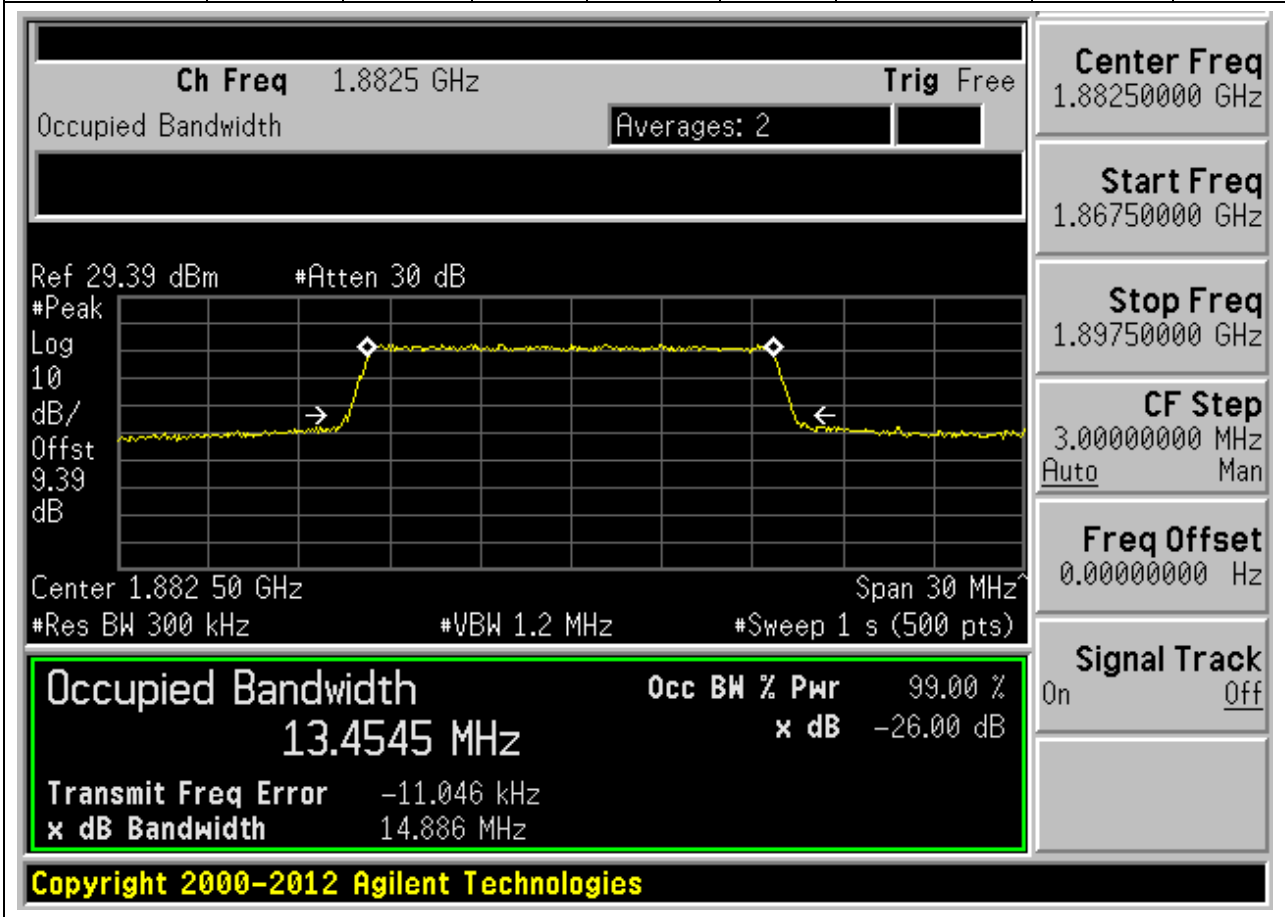 Ch Freq 1.8825 GHz Trig Free
Occupied Bandwidth Averages: 2
Ref 29.39 dBm #Atten 30 dB
#Peak
Log
10
dB/
Offst
9.39
dB
Center 1.882 50 GHz Span 30 MHz^
#Res BW 300 kHz #VBW 1.2 MHz #Sweep 1 s (500 pts)
Occupied Bandwidth Occ BW % Pwr 99.00 %
13.4545 MHz x dB -26.00 dB
Transmit Freq Error -11.046 kHz
x dB Bandwidth 14.886 MHz
Copyright 2000-2012 Agilent Technologies
Center Freq
1.88250000 GHz
Start Freq
1.86750000 GHz
Stop Freq
1.89750000 GHz
CF Step
3.00000000 MHz
Auto Man
Freq Offset
0.00000000 Hz
Signal Track
On Off